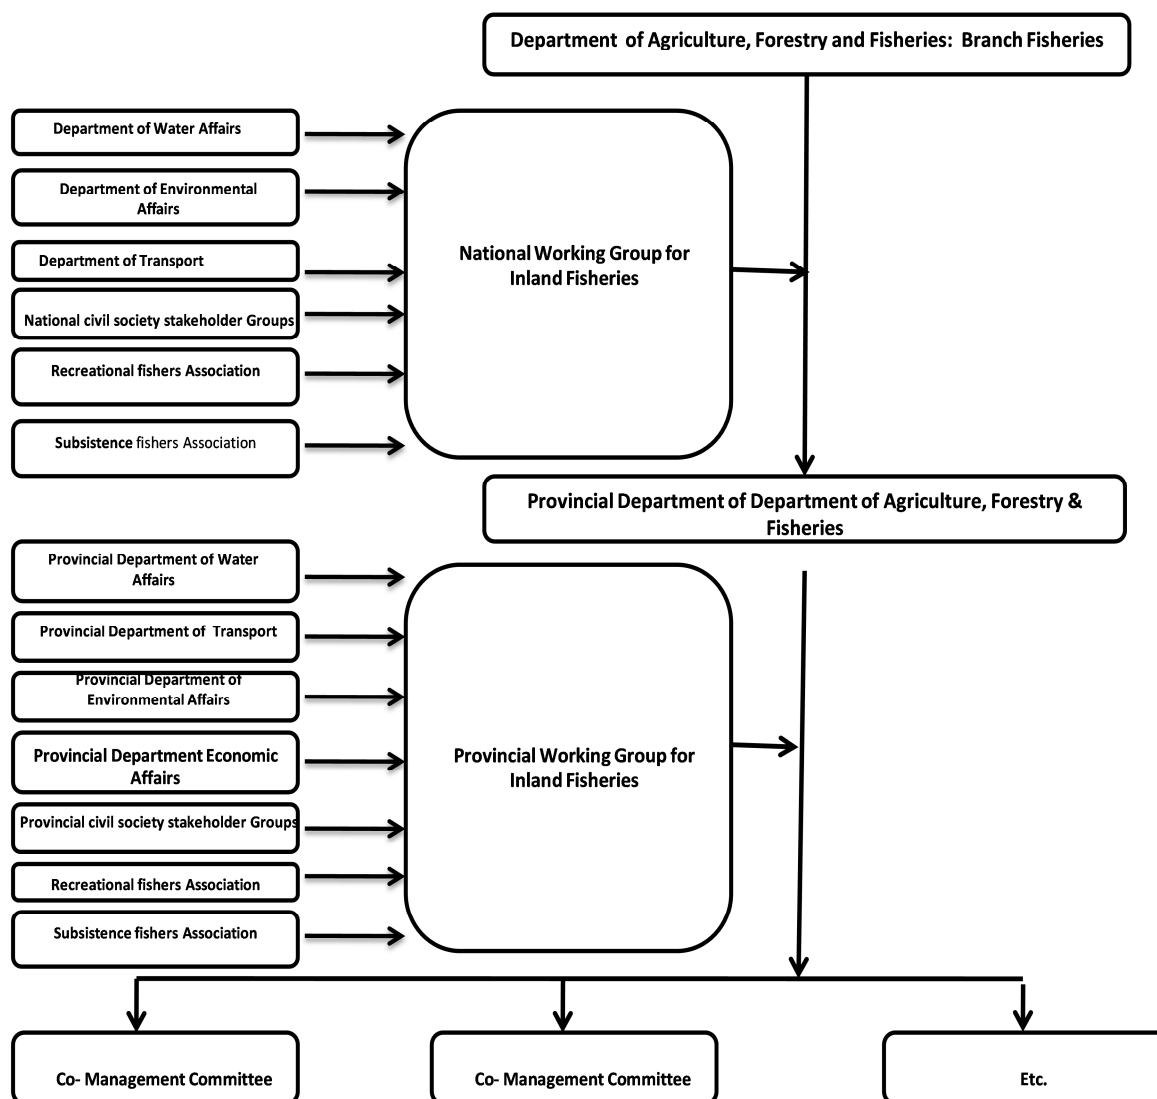 Department of Agriculture, Forestry and Fisheries: Branch Fisheries
Department of Water Affairs
Department of Environmental
Affairs
Department of Transport
National civil society stakeholder Groups
Recreational fishers Association
Subsistence fishers Association
National Working Group for
Inland Fisheries
Provincial Department of Department of Agriculture, Forestry &
Fisheries
Provincial Department of Water
Affairs
Provincial Department of Transport
Provincial Department of
Environmental Affairs
Provincial Department Economic
Affairs
Provincial civil society stakeholder Groups
Recreational fishers Association
Subsistence fishers Association
Provincial Working Group for
Inland Fisheries
Co- Management Committee
Co- Management Committee
Etc.